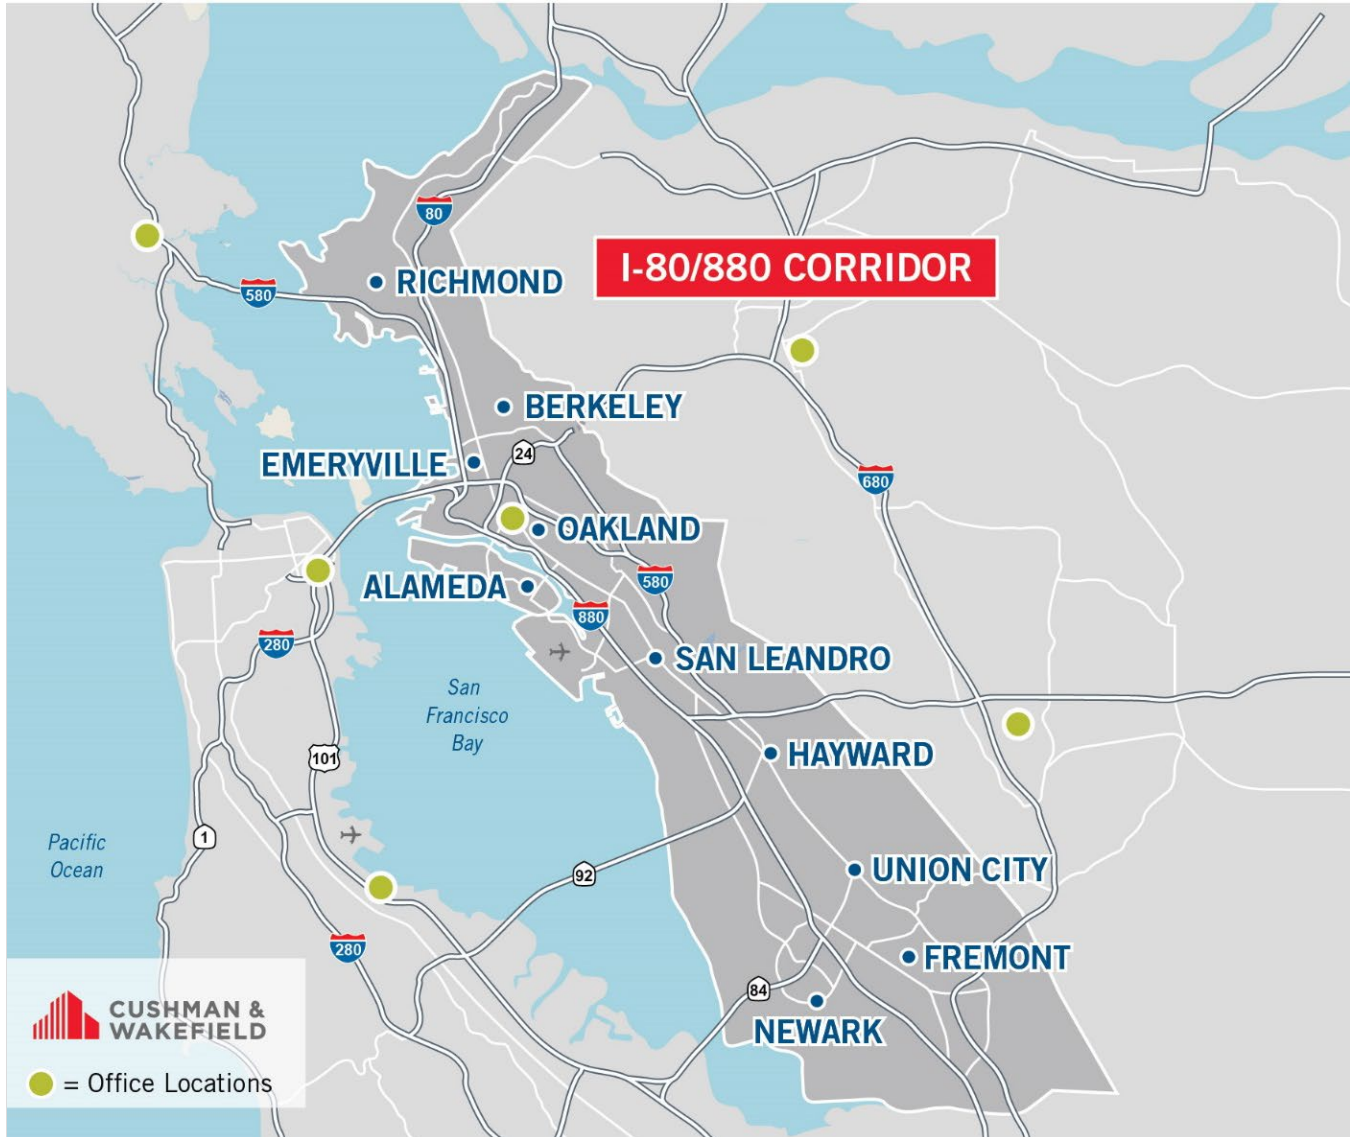 80
I-80/880 CORRIDOR
RICHMOND
580
BERKELEY
24
EMERYVILLE
680
OAKLAND
580
ALAMEDA
880
280
SAN LEANDRO
San
Francisco
Bay
HAYWARD
101
1
Pacific
Ocean
92
UNION CITY
280
FREMONT
84
NEWARK
CUSHMAN &
WAKEFIELD
= Office Locations